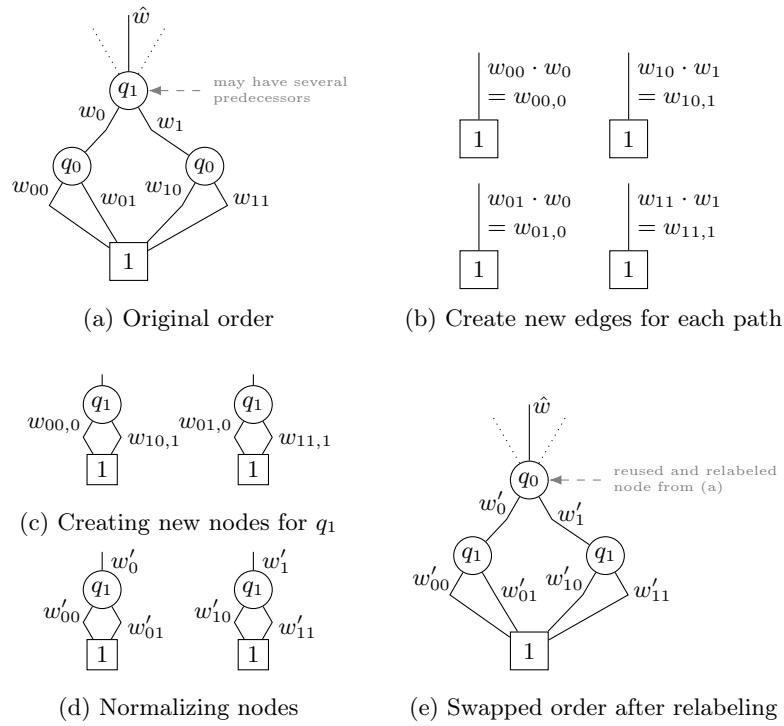 ŵ
q₁
may have several
predecessors
w₀
w₁
q₀
q₀
w₀₀
w₀₁
w₁₀
w₁₁
1
(a) Original order
w₀₀ · w₀
= w₀₀,₀
1
w₁₀ · w₁
= w₁₀,₁
1
w₀₁ · w₀
= w₀₁,₀
1
w₁₁ · w₁
= w₁₁,₁
1
(b) Create new edges for each path
q₁
w₀₀,₀
w₁₀,₁
1
q₁
w₀₁,₀
w₁₁,₁
1
(c) Creating new nodes for q₁
w′₀
q₁
w′₀₀
w′₀₁
1
w′₁
q₁
w′₁₀
w′₁₁
1
(d) Normalizing nodes
ŵ
q₀
reused and relabeled
node from (a)
w′₀
w′₁
q₁
q₁
w′₀₀
w′₀₁
w′₁₀
w′₁₁
1
(e) Swapped order after relabeling